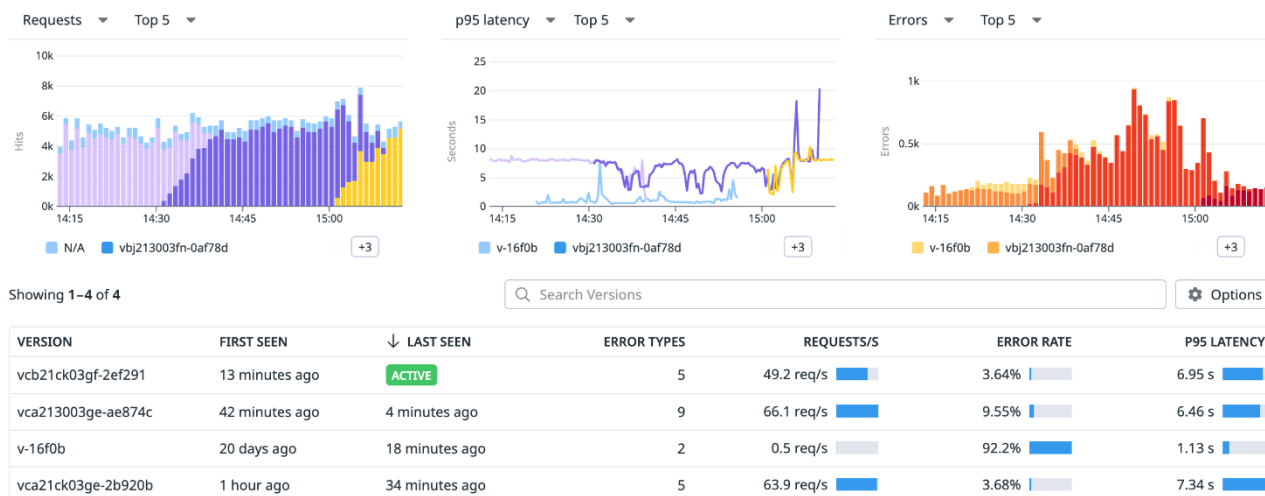 Requests Top 5
10k
8k
6k
4k
2k
0k
Hits
14:15 14:30 14:45 15:00
N/A vbj213003fn-0af78d +3
p95 latency Top 5
25
20
15
10
5
0
Seconds
14:15 14:30 14:45 15:00
v-16f0b vbj213003fn-0af78d +3
Errors Top 5
1k
0.5k
0k
Errors
14:15 14:30 14:45 15:00
v-16f0b vbj213003fn-0af78d +3
Showing 1–4 of 4
Search Versions
Options
VERSION FIRST SEEN LAST SEEN ERROR TYPES REQUESTS/S ERROR RATE P95 LATENCY
vcb21ck03gf-2ef291 13 minutes ago ACTIVE 5 49.2 req/s 3.64% 6.95 s
vca213003ge-ae874c 42 minutes ago 4 minutes ago 9 66.1 req/s 9.55% 6.46 s
v-16f0b 20 days ago 18 minutes ago 2 0.5 req/s 92.2% 1.13 s
vca21ck03ge-2b920b 1 hour ago 34 minutes ago 5 63.9 req/s 3.68% 7.34 s